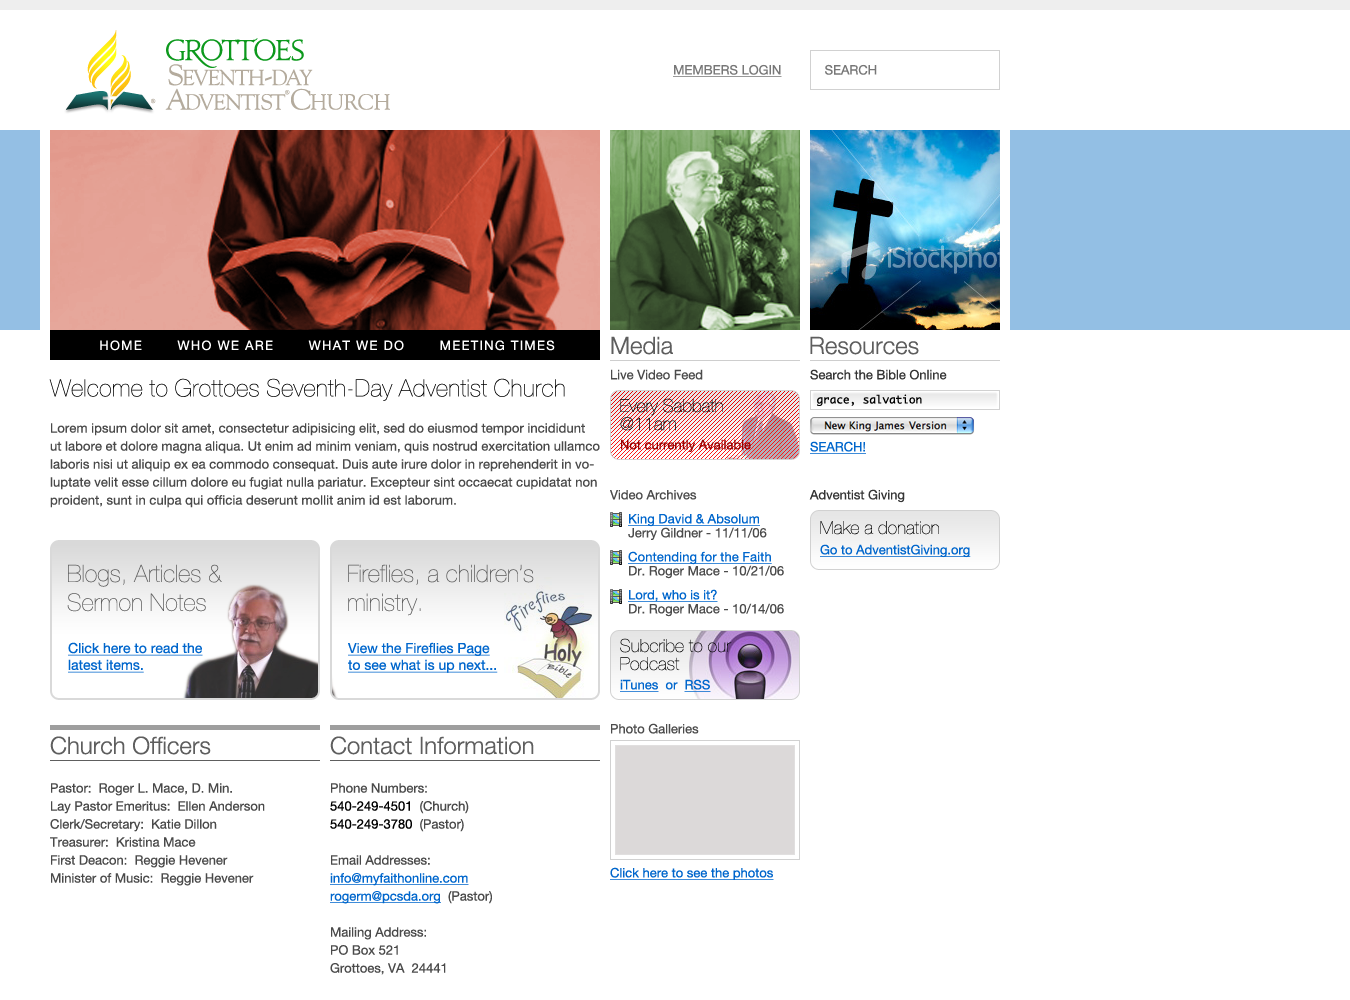 GROTTOES
SEVENTH-DAY
ADVENTIST® CHURCH
MEMBERS LOGIN
SEARCH
iStockphot
HOME WHO WE ARE WHAT WE DO MEETING TIMES
Welcome to Grottoes Seventh-Day Adventist Church
Lorem ipsum dolor sit amet, consectetur adipisicing elit, sed do eiusmod tempor incididunt
ut labore et dolore magna aliqua. Ut enim ad minim veniam, quis nostrud exercitation ullamco
laboris nisi ut aliquip ex ea commodo consequat. Duis aute irure dolor in reprehenderit in vo-
luptate velit esse cillum dolore eu fugiat nulla pariatur. Excepteur sint occaecat cupidatat non
proident, sunt in culpa qui officia deserunt mollit anim id est laborum.
Blogs, Articles &
Sermon Notes
Click here to read the
latest items.
Fireflies, a children's
ministry.
View the Fireflies Page
to see what is up next...
Fireflies
Holy
Bible
Church Officers
Pastor: Roger L. Mace, D. Min.
Lay Pastor Emeritus: Ellen Anderson
Clerk/Secretary: Katie Dillon
Treasurer: Kristina Mace
First Deacon: Reggie Hevener
Minister of Music: Reggie Hevener
Contact Information
Phone Numbers:
540-249-4501 (Church)
540-249-3780 (Pastor)
Email Addresses:
info@myfaithonline.com
rogerm@pcsda.org (Pastor)
Mailing Address:
PO Box 521
Grottoes, VA 24441
Media
Live Video Feed
Every Sabbath
@11am
Not currently Available
Video Archives
King David & Absolum
Jerry Gildner - 11/11/06
Contending for the Faith
Dr. Roger Mace - 10/21/06
Lord, who is it?
Dr. Roger Mace - 10/14/06
Subcribe to our
Podcast
iTunes or RSS
Photo Galleries
Click here to see the photos
Resources
Search the Bible Online
grace, salvation
New King James Version
SEARCH!
Adventist Giving
Make a donation
Go to AdventistGiving.org